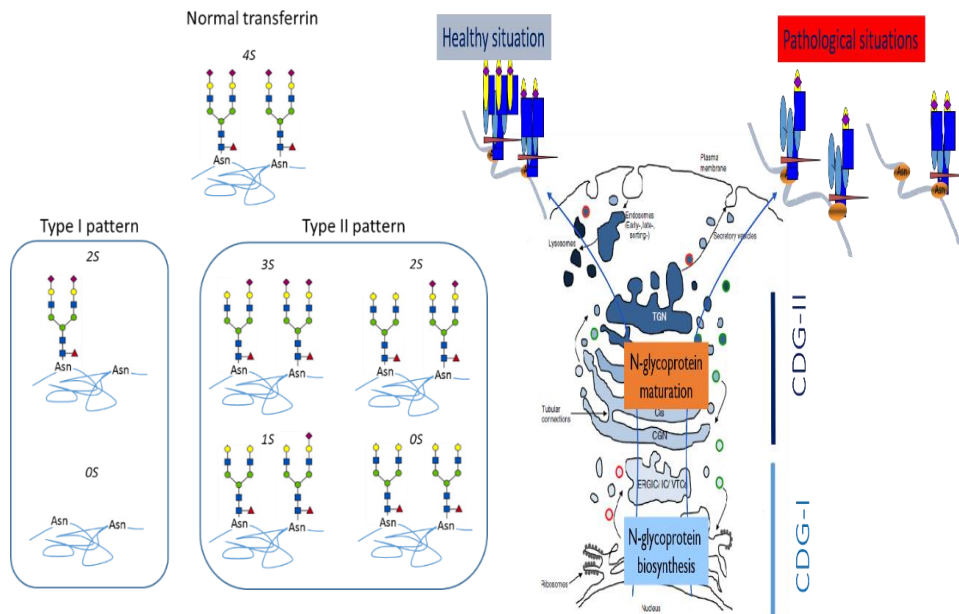 Normal transferrin
4S
Asn
Asn
Type I pattern
2S
Asn
Asn
0S
Asn
Asn
Type II pattern
3S
2S
Asn
Asn
Asn
Asn
1S
0S
Asn
Asn
Asn
Asn
Healthy situation
Pathological situations
Asn
Asn
Plasma
membrane
Endosomes
(Early-, late-,
sorting-)
Lysosomes
Secretory vesicles
TGN
N-glycoprotein
maturation
Tubular
connections
Cis
CGN
ERGIC/ IC/ VTCs
N-glycoprotein
biosynthesis
Ribosomes
Nucleus
CDG-II
CDG-I